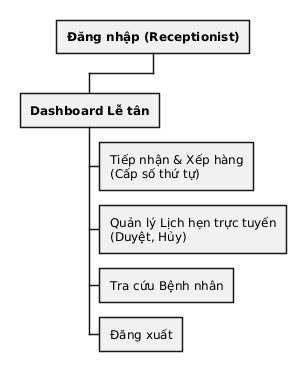 Đăng nhập (Receptionist)
Dashboard Lễ tân
Tiếp nhận & Xếp hàng
(Cấp số thứ tự)
Quản lý Lịch hẹn trực tuyến
(Duyệt, Hủy)
Tra cứu Bệnh nhân
Đăng xuất